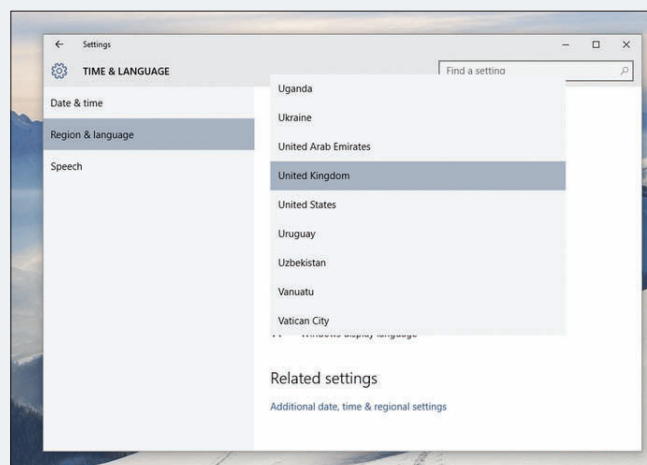 Settings
TIME & LANGUAGE
Find a setting
Date & time
Region & language
Speech
Uganda
Ukraine
United Arab Emirates
United Kingdom
United States
Uruguay
Uzbekistan
Vanuatu
Vatican City
Windows display language
Related settings
Additional date, time & regional settings